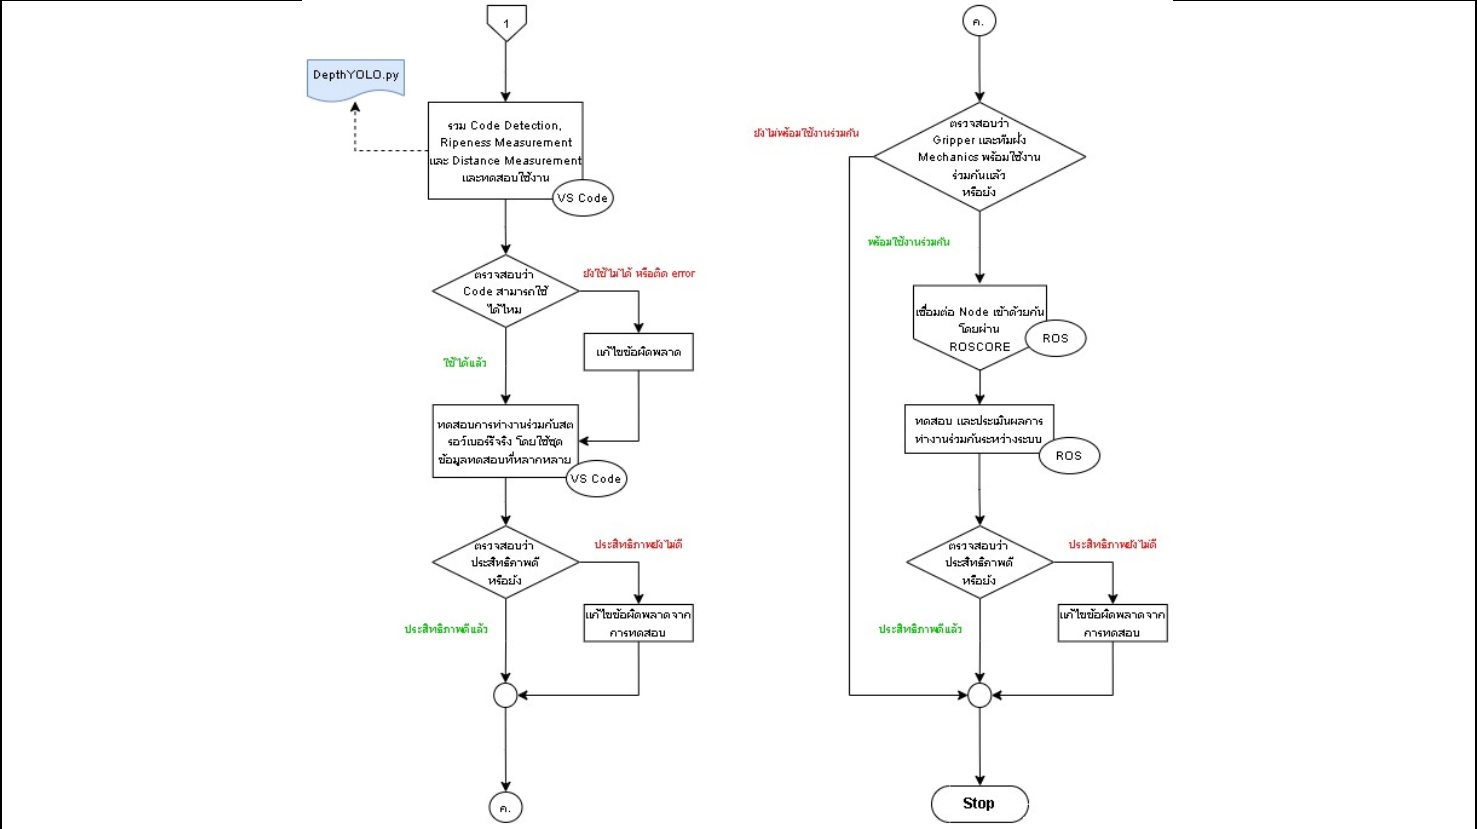 1
DepthYOLO.py
รวม Code Detection,
Ripeness Measurement
และ Distance Measurement
และทดสอบใช้งาน
VS Code
ตรวจสอบว่า
Code สามารถใช้
ได้ไหม
ยังใช้ไม่ได้ หรือติด error
แก้ไขข้อผิดพลาด
ใช้ได้แล้ว
ทดสอบการทำงานร่วมกับสต
รอว์เบอร์รีจริง โดยใช้ชุด
ข้อมูลทดสอบที่หลากหลาย
VS Code
ตรวจสอบว่า
ประสิทธิภาพดี
หรือยัง
ประสิทธิภาพยังไม่ดี
แก้ไขข้อผิดพลาดจาก
การทดสอบ
ประสิทธิภาพดีแล้ว
ค.
ค.
ตรวจสอบว่า
Gripper และทีมฝั่ง
Mechanics พร้อมใช้งาน
ร่วมกันแล้ว
หรือยัง
ยังไม่พร้อมใช้งานร่วมกัน
พร้อมใช้งานร่วมกัน
เชื่อมต่อ Node เข้าด้วยกัน
โดยผ่าน
ROSCORE
ROS
ทดสอบ และประเมินผลการ
ทำงานร่วมกันระหว่างระบบ
ROS
ตรวจสอบว่า
ประสิทธิภาพดี
หรือยัง
ประสิทธิภาพยังไม่ดี
แก้ไขข้อผิดพลาดจาก
การทดสอบ
ประสิทธิภาพดีแล้ว
Stop